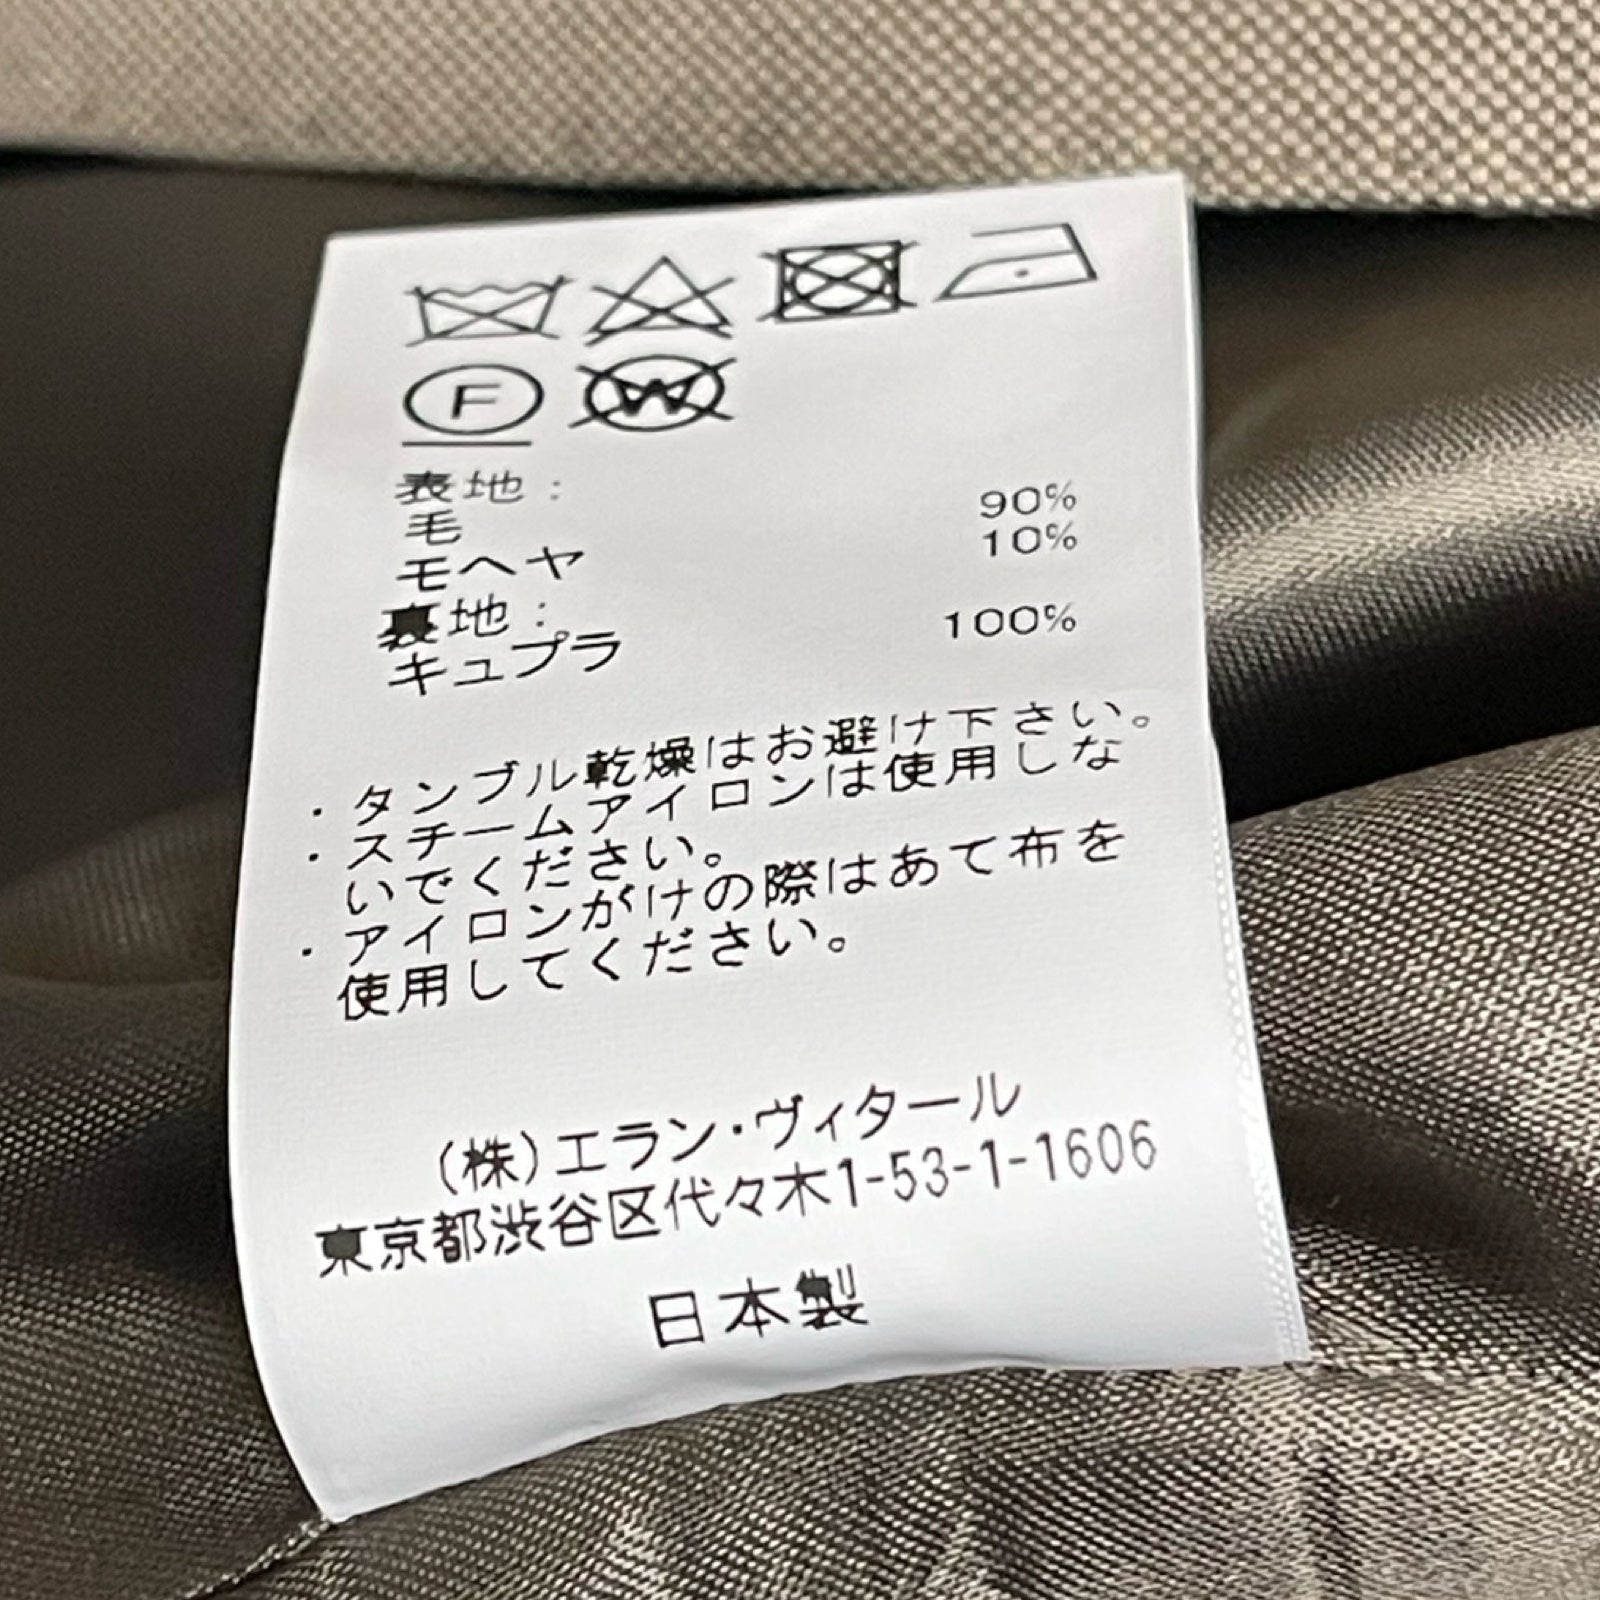 F
W
表地:
毛 90%
モヘヤ 10%
裏地:
キュプラ 100%
・タンブル乾燥はお避け下さい。
・スチームアイロンは使用しな
いでください。
・アイロンがけの際はあて布を
使用してください。
(株)エラン・ヴィタール
東京都渋谷区代々木1-53-1-1606
日本製